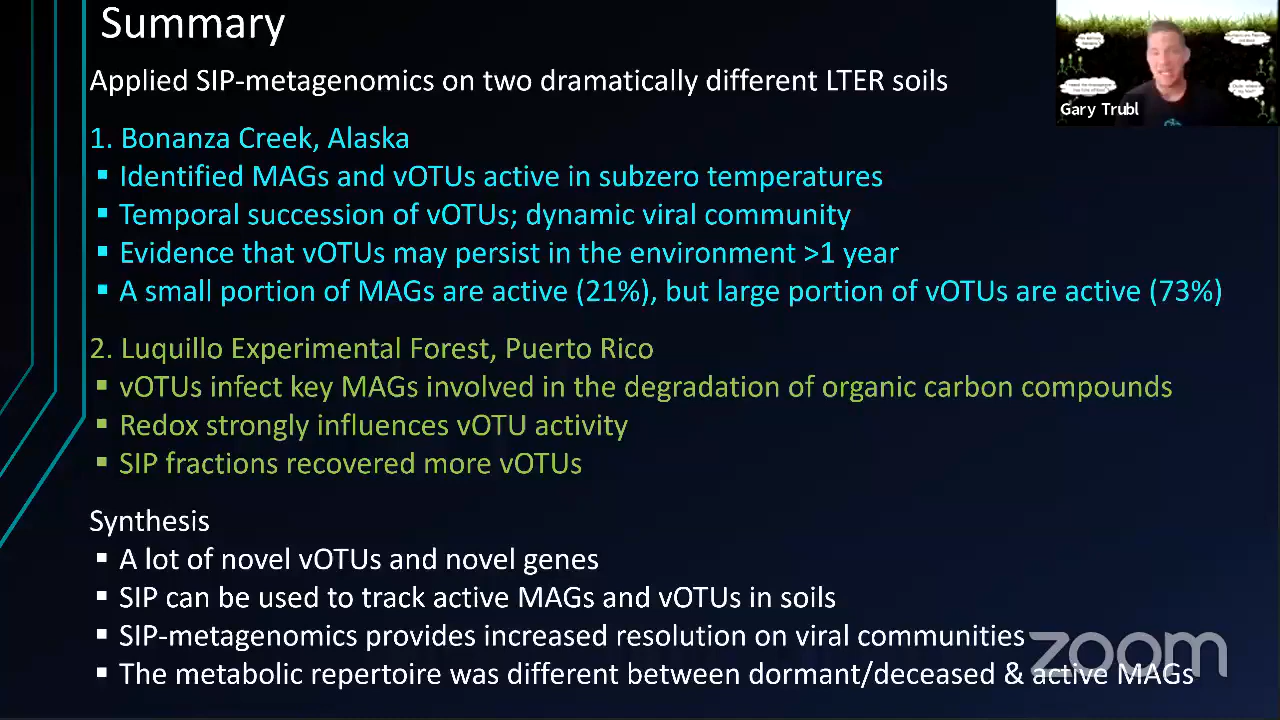 Summary
Applied SIP-metagenomics on two dramatically different LTER soils
1. Bonanza Creek, Alaska
▪ Identified MAGs and vOTUs active in subzero temperatures
▪ Temporal succession of vOTUs; dynamic viral community
▪ Evidence that vOTUs may persist in the environment >1 year
▪ A small portion of MAGs are active (21%), but large portion of vOTUs are active (73%)
2. Luquillo Experimental Forest, Puerto Rico
▪ vOTUs infect key MAGs involved in the degradation of organic carbon compounds
▪ Redox strongly influences vOTU activity
▪ SIP fractions recovered more vOTUs
Synthesis
▪ A lot of novel vOTUs and novel genes
▪ SIP can be used to track active MAGs and vOTUs in soils
▪ SIP-metagenomics provides increased resolution on viral communities
▪ The metabolic repertoire was different between dormant/deceased & active MAGs
Gary Trubl
zoom